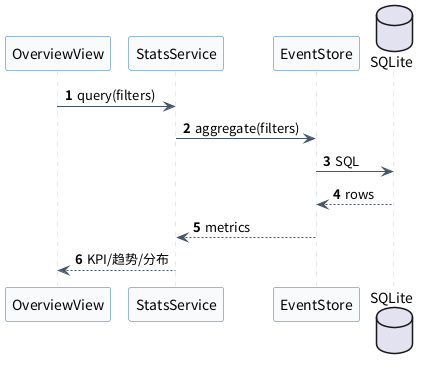 SQLite
OverviewView
StatsService
EventStore
1 query(filters)
2 aggregate(filters)
3 SQL
4 rows
5 metrics
6 KPI/趋势/分布
OverviewView
StatsService
EventStore
SQLite